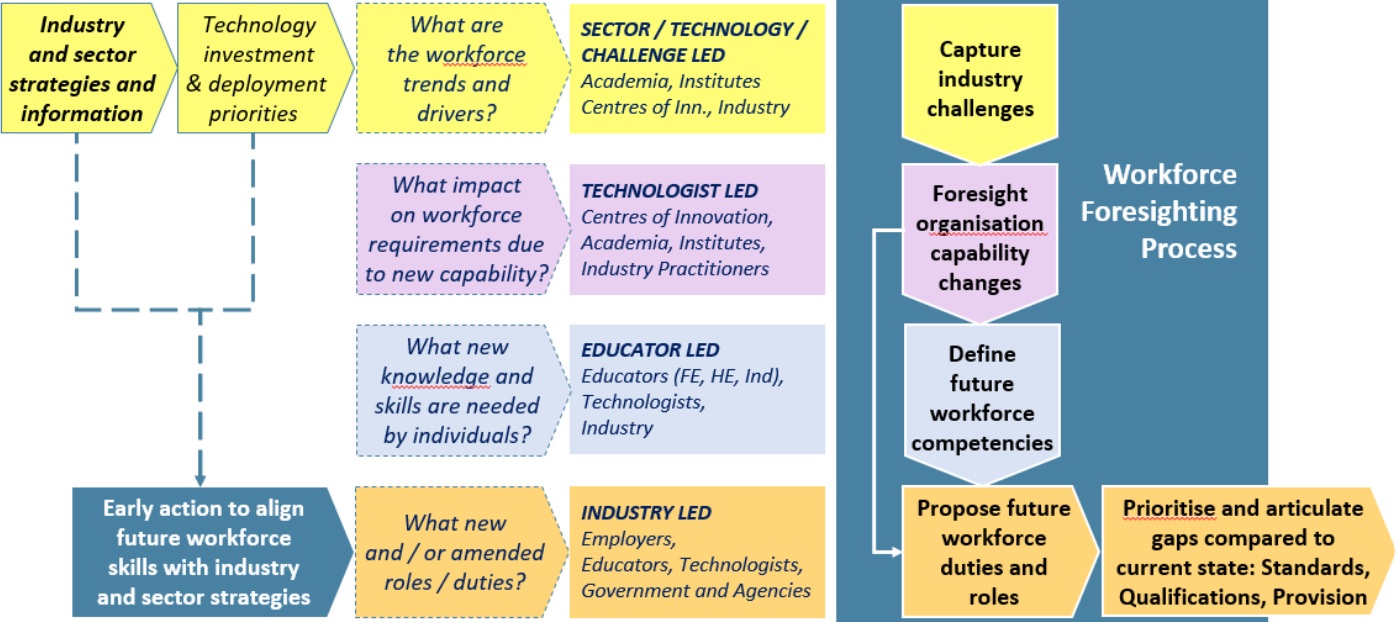 Industry
and sector
strategies and
information
Technology
investment
& deployment
priorities
What are
the workforce
trends and
drivers?
SECTOR / TECHNOLOGY /
CHALLENGE LED
Academia, Institutes
Centres of Inn., Industry
Capture
industry
challenges
What impact
on workforce
requirements due
to new capability?
TECHNOLOGIST LED
Centres of Innovation,
Academia, Institutes,
Industry Practitioners
Foresight
organisation
capability
changes
Workforce
Foresighting
Process
What new
knowledge and
skills are needed
by individuals?
EDUCATOR LED
Educators (FE, HE, Ind),
Technologists,
Industry
Define
future
workforce
competencies
Early action to align
future workforce
skills with industry
and sector strategies
What new
and / or amended
roles / duties?
INDUSTRY LED
Employers,
Educators, Technologists,
Government and Agencies
Propose future
workforce
duties and
roles
Prioritise and articulate
gaps compared to
current state: Standards,
Qualifications, Provision